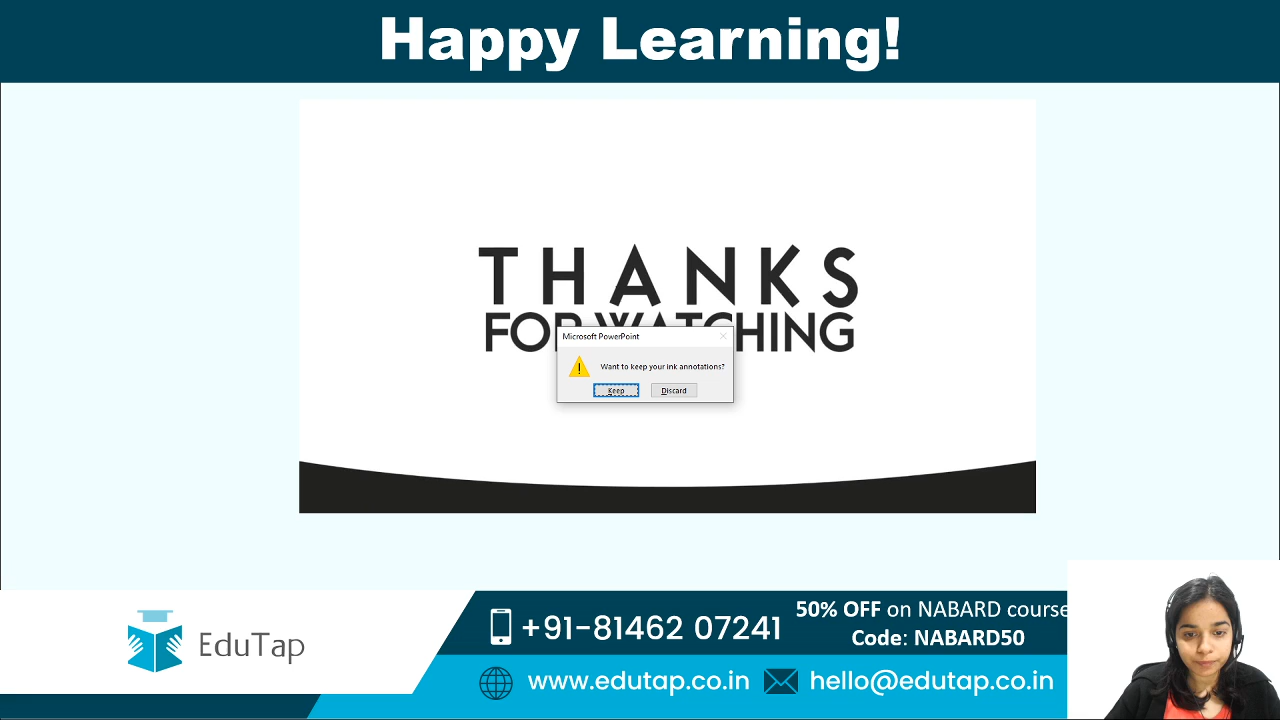 Happy Learning!
THANKS
FOR WATCHING
Microsoft PowerPoint
Want to keep your ink annotations?
Keep
Discard
EduTap
+91-81462 07241
50% OFF on NABARD course
Code: NABARD50
www.edutap.co.in
hello@edutap.co.in